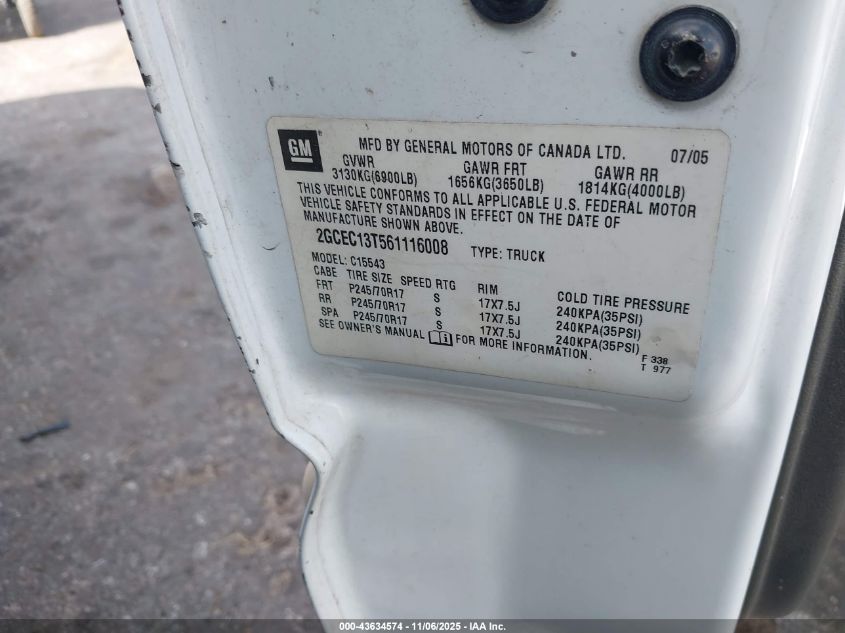 GM
MFD BY GENERAL MOTORS OF CANADA LTD. 07/05
GVWR GAWR FRT GAWR RR
3130KG(6900LB) 1656KG(3650LB) 1814KG(4000LB)
THIS VEHICLE CONFORMS TO ALL APPLICABLE U.S. FEDERAL MOTOR
VEHICLE SAFETY STANDARDS IN EFFECT ON THE DATE OF
MANUFACTURE SHOWN ABOVE.
2GCEC13T561116008 TYPE: TRUCK
MODEL: C15543
CABE TIRE SIZE SPEED RTG RIM COLD TIRE PRESSURE
FRT P245/70R17 S 17X7.5J 240KPA(35PSI)
RR P245/70R17 S 17X7.5J 240KPA(35PSI)
SPA P245/70R17 S 17X7.5J 240KPA(35PSI)
SEE OWNER'S MANUAL FOR MORE INFORMATION.
F 338
T 977
000-43634574 - 11/06/2025 - IAA Inc.